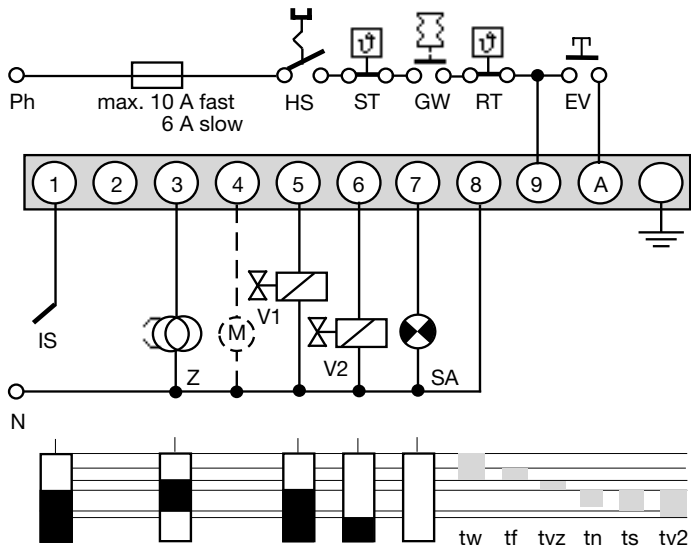 ϑ ϑ
Ph max. 10 A fast HS ST GW RT EV
6 A slow
1 2 3 4 5 6 7 8 9 A
IS Z M V1 V2 SA
N
tw tf tvz tn ts tv2